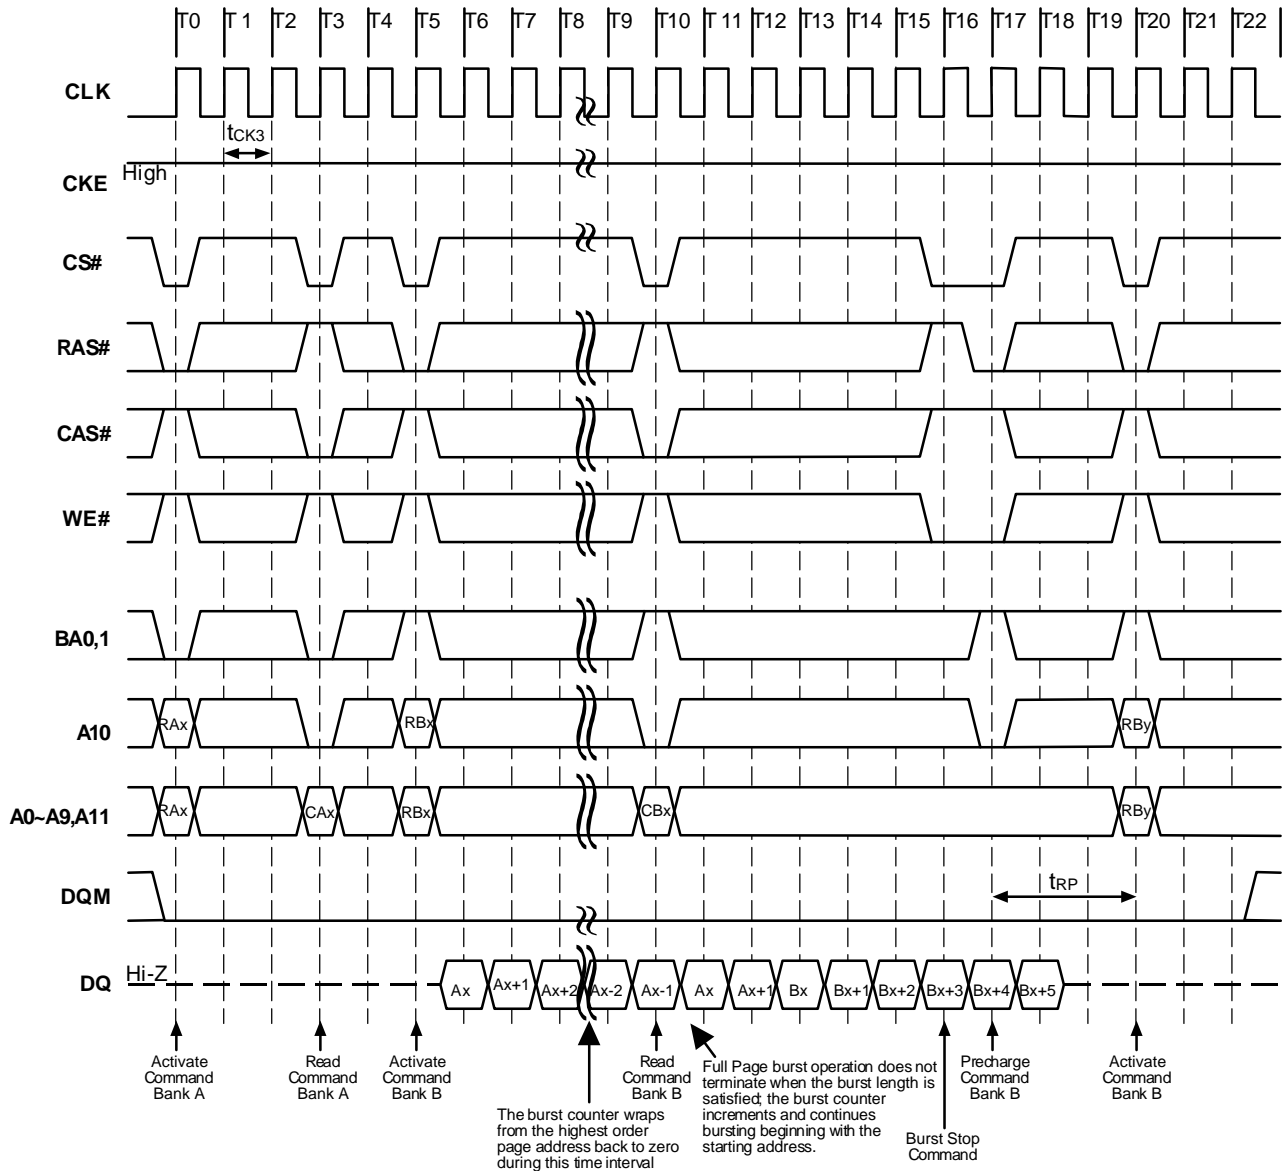 T0 T1 T2 T3 T4 T5 T6 T7 T8 T9 T10 T11 T12 T13 T14 T15 T16 T17 T18 T19 T20 T21 T22
CLK
tCK3
High
CKE
CS#
RAS#
CAS#
WE#
BA0,1
A10
RAx RBx RBy
A0~A9,A11
RAx CAx RBx CBx RBy
DQM
tRP
DQ
Hi-Z
Ax Ax+1 Ax+2 Ax-2 Ax-1 Ax Ax+1 Bx Bx+1 Bx+2 Bx+3 Bx+4 Bx+5
Activate
Command
Bank A
Read
Command
Bank A
Activate
Command
Bank B
The burst counter wraps
from the highest order
page address back to zero
during this time interval
Read
Command
Bank B
Full Page burst operation does not
terminate when the burst length is
satisfied; the burst counter
increments and continues
bursting beginning with the
starting address.
Burst Stop
Command
Precharge
Command
Bank B
Activate
Command
Bank B